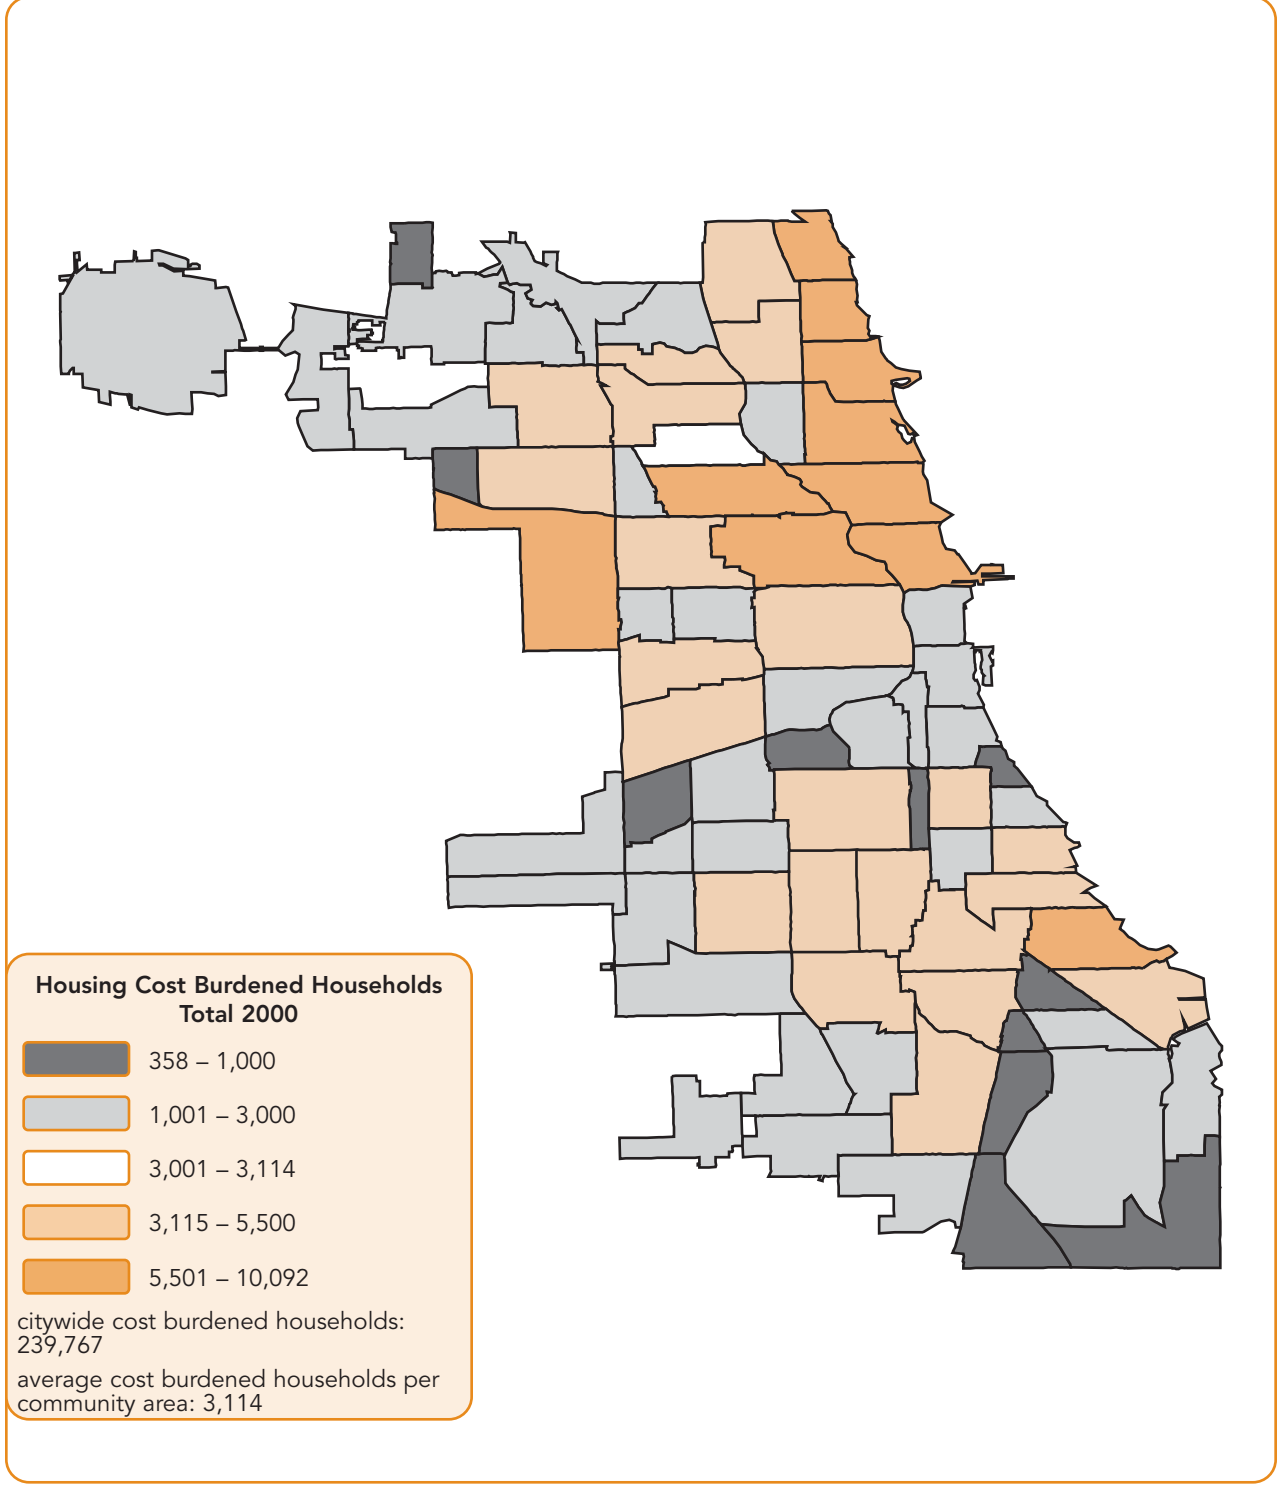 Housing Cost Burdened Households
Total 2000
358 – 1,000
1,001 – 3,000
3,001 – 3,114
3,115 – 5,500
5,501 – 10,092
citywide cost burdened households:
239,767
average cost burdened households per
community area: 3,114